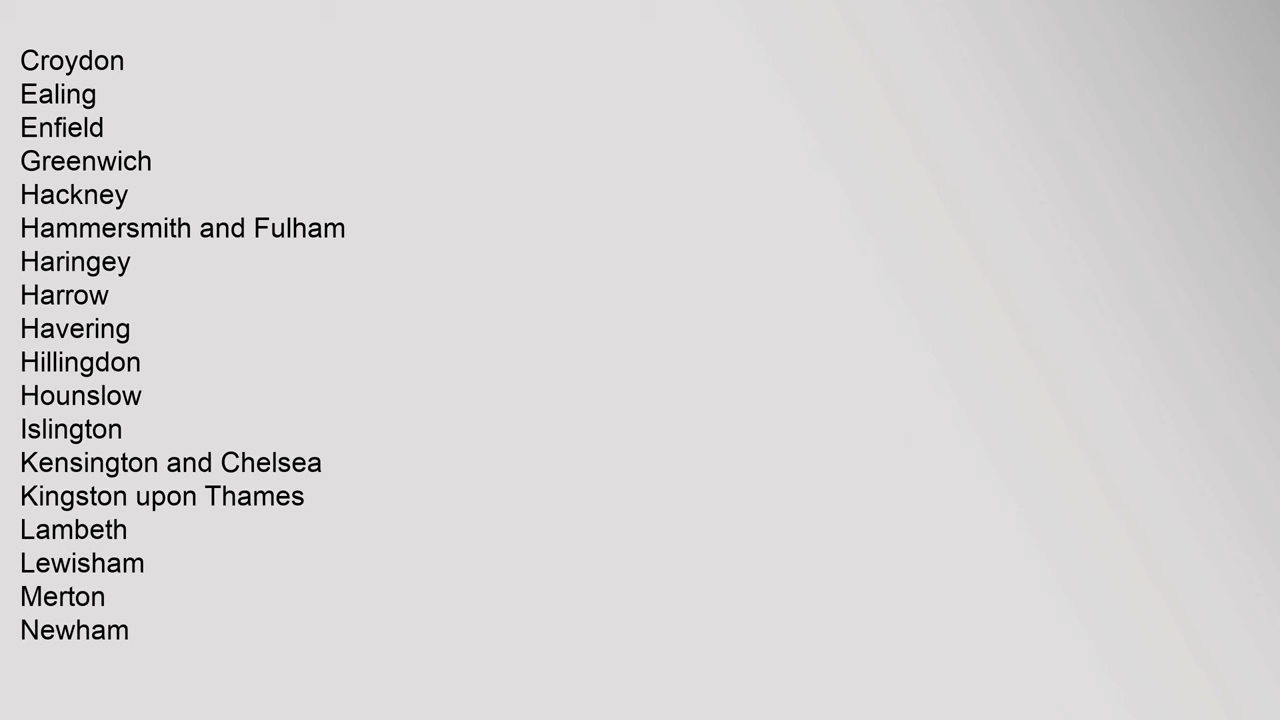 Croydon
Ealing
Enfield
Greenwich
Hackney
Hammersmith and Fulham
Haringey
Harrow
Havering
Hillingdon
Hounslow
Islington
Kensington and Chelsea
Kingston upon Thames
Lambeth
Lewisham
Merton
Newham